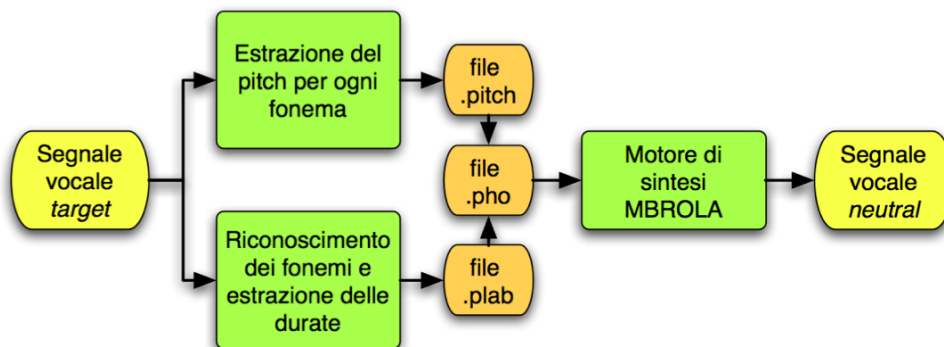 Segnale
vocale
target
Estrazione del
pitch per ogni
fonema
Riconoscimento
dei fonemi e
estrazione delle
durate
file
.pitch
file
.pho
file
.plab
Motore di
sintesi
MBROLA
Segnale
vocale
neutral